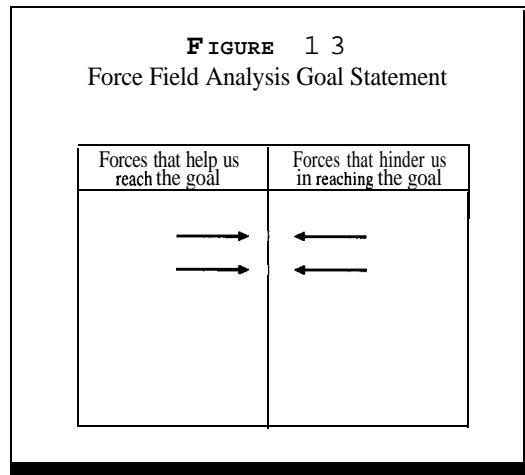 FIGURE 13
Force Field Analysis Goal Statement
Forces that help us
reach the goal
Forces that hinder us
in reaching the goal